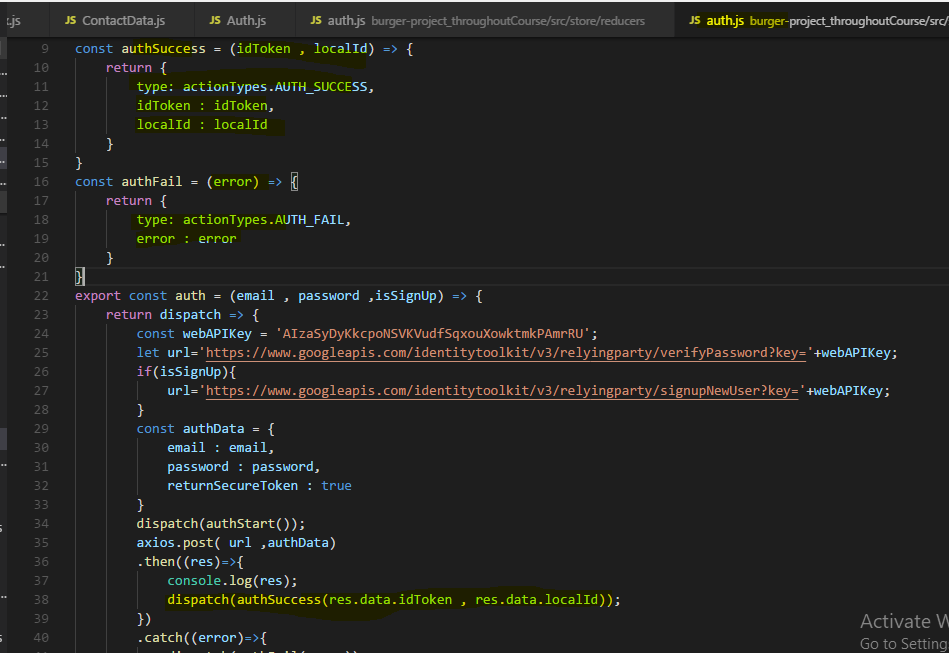 .js JS ContactData.js JS Auth.js JS auth.js burger-project_throughoutCourse/src/store/reducers JS auth.js burger-project_throughoutCourse/src/
9 const authSuccess = (idToken , localId) => {
10 return {
11 type: actionTypes.AUTH_SUCCESS,
12 idToken : idToken,
13 localId : localId
14 }
15 }
16 const authFail = (error) => {
17 return {
18 type: actionTypes.AUTH_FAIL,
19 error : error
20 }
21 }
22 export const auth = (email , password ,isSignUp) => {
23 return dispatch => {
24 const webAPIKey = 'AIzaSyDyKkcpoNSVKVudfSqxouXowktmkPAmrRU';
25 let url='https://www.googleapis.com/identitytoolkit/v3/relyingparty/verifyPassword?key='+webAPIKey;
26 if(isSignUp){
27 url='https://www.googleapis.com/identitytoolkit/v3/relyingparty/signupNewUser?key='+webAPIKey;
28 }
29 const authData = {
30 email : email,
31 password : password,
32 returnSecureToken : true
33 }
34 dispatch(authStart());
35 axios.post( url ,authData)
36 .then((res)=>{
37 console.log(res);
38 dispatch(authSuccess(res.data.idToken , res.data.localId));
39 })
40 .catch((error)=>{
Activate W
Go to Setting